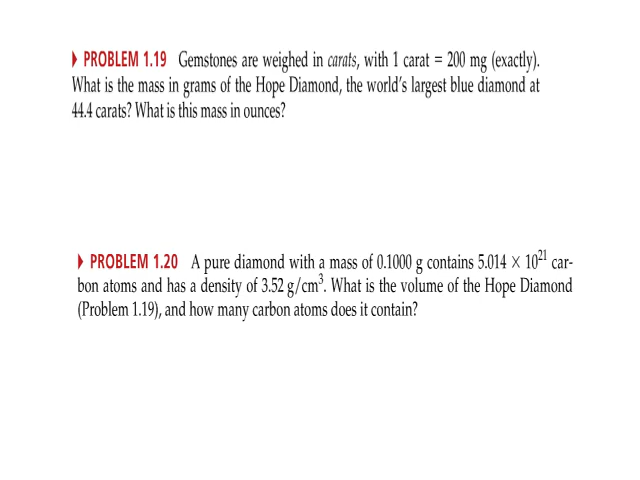 PROBLEM 1.19 Gemstones are weighed in carats, with 1 carat = 200 mg (exactly).
What is the mass in grams of the Hope Diamond, the world's largest blue diamond at
44.4 carats? What is this mass in ounces?
PROBLEM 1.20 A pure diamond with a mass of 0.1000 g contains 5.014 × 10²¹ car-
bon atoms and has a density of 3.52 g/cm³. What is the volume of the Hope Diamond
(Problem 1.19), and how many carbon atoms does it contain?